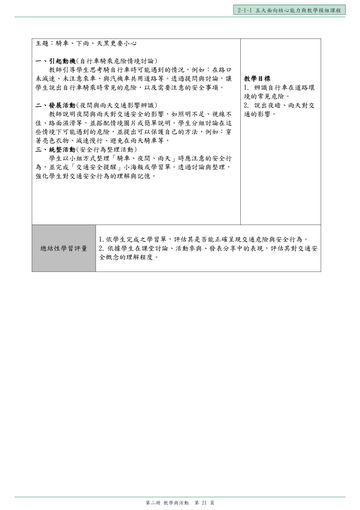 2-1-1 五大面向核心能力與教學模組課程
主題：騎車、下雨、天黑更要小心
一、引起動機(自行車騎乘危險情境討論)
教師引導學生思考騎自行車時可能遇到的情況，例如：在路口
未減速、未注意來車、與汽機車共用道路等。透過提問與討論，讓
學生說出自行車騎乘時常見的危險，以及需要注意的安全事項。
二、發展活動(夜間與雨天交通影響辨識)
教師說明夜間與雨天對交通安全的影響，如照明不足、視線不
佳、路面濕滑等，並搭配情境圖片或簡單說明，學生分組討論在這
些情境下可能遇到的危險，並提出可以保護自己的方法，例如：穿
著亮色衣物、減速慢行、避免在雨天騎車等。
三、統整活動(安全行為整理活動)
學生以小組方式整理「騎車、夜間、雨天」時應注意的安全行
為，並完成「交通安全提醒」小海報或學習單。透過討論與整理，
強化學生對交通安全行為的理解與記憶。
教學目標
1. 辨識自行車在道路環
境的常見危險。
2. 說出夜晚、雨天對交
通的影響。
總結性學習評量
1.依學生完成之學習單，評估其是否能正確呈現交通危險與安全行為。
2. 依據學生在課堂討論、活動參與、發表分享中的表現，評估其對交通安
全概念的理解程度。
第二冊 教學與活動 第 21 頁